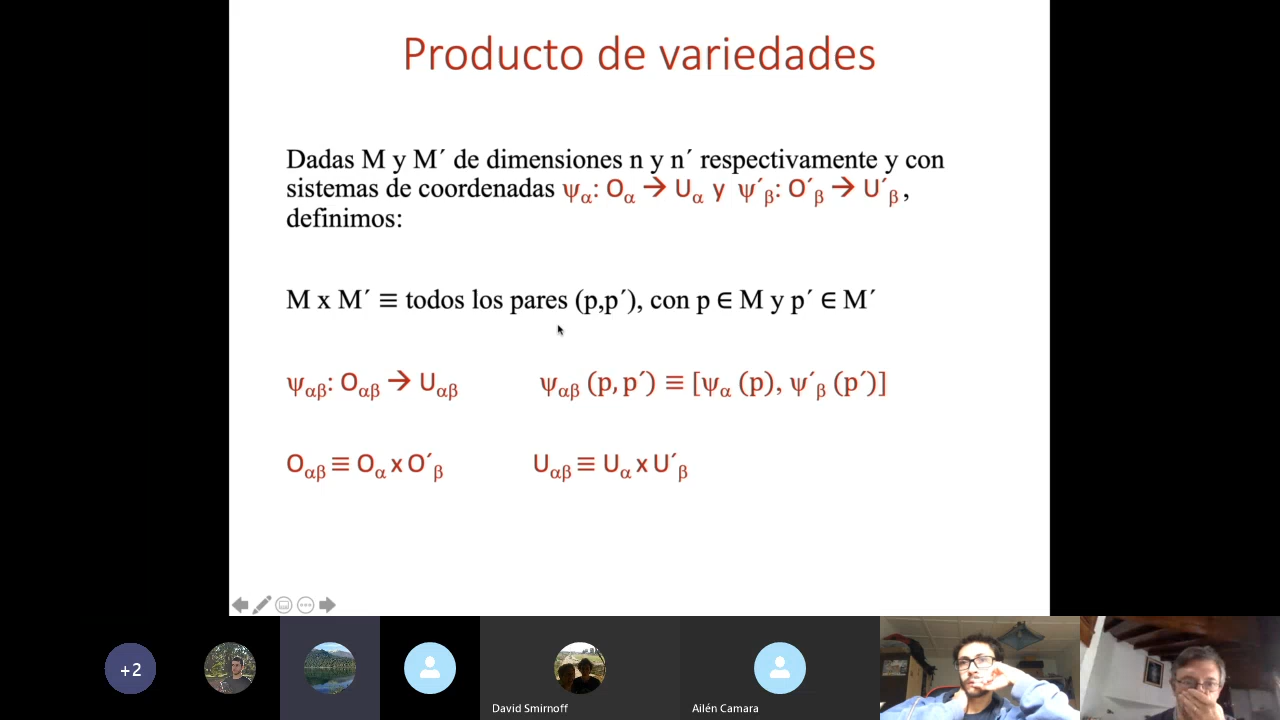 Producto de variedades
Dadas M y M´ de dimensiones n y n´ respectivamente y con
sistemas de coordenadas ψα: Oα → Uα y ψ´β: O´β → U´β ,
definimos:
M x M´ ≡ todos los pares (p,p´), con p ∈ M y p´ ∈ M´
ψαβ: Oαβ → Uαβ ψαβ (p, p´) ≡ [ψα (p), ψ´β (p´)]
Oαβ ≡ Oα x O´β Uαβ ≡ Uα x U´β
+2
David Smirnoff
Ailén Camara